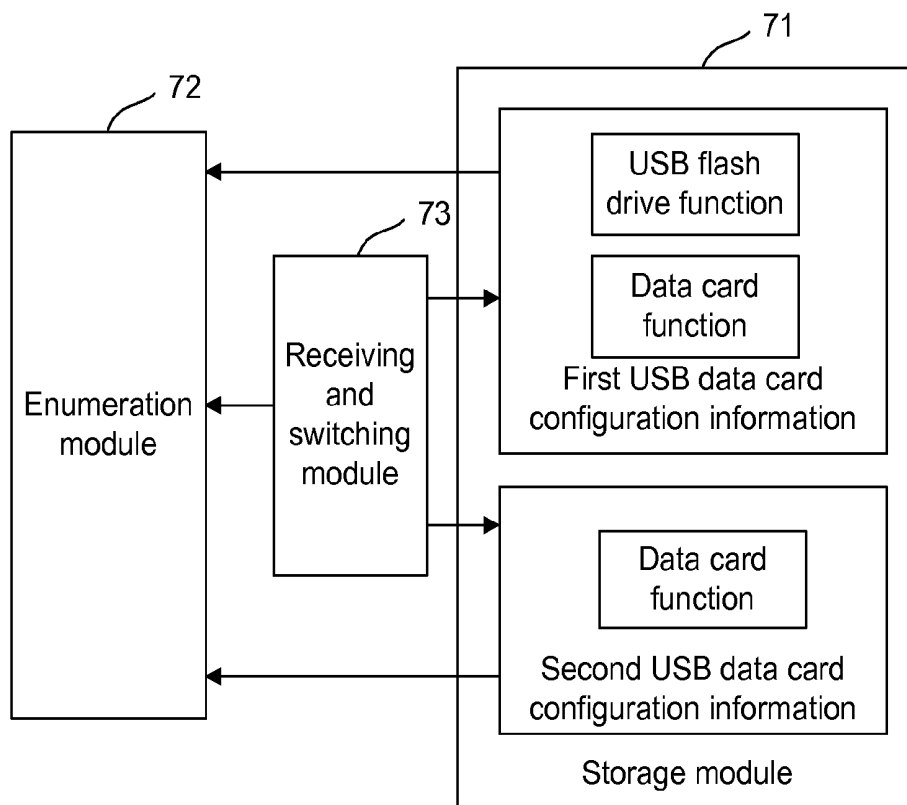 71
72
USB flash
drive function
73
Data card
function
Receiving
and
switching
module
Enumeration
module
First USB data card
configuration information
Data card
function
Second USB data card
configuration information
Storage module